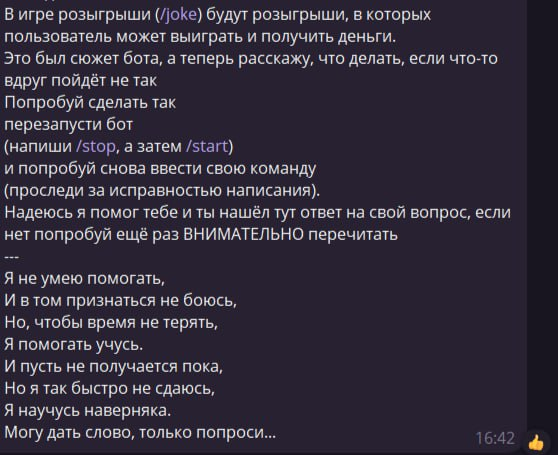 В игре розыгрыши (/joke) будут розыгрыши, в которых
пользователь может выиграть и получить деньги.
Это был сюжет бота, а теперь расскажу, что делать, если что-то
вдруг пойдёт не так
Попробуй сделать так
перезапусти бот
(напиши /stop, а затем /start)
и попробуй снова ввести свою команду
(проследи за исправностью написания).
Надеюсь я помог тебе и ты нашёл тут ответ на свой вопрос, если
нет попробуй ещё раз ВНИМАТЕЛЬНО перечитать
---
Я не умею помогать,
И в том признаться не боюсь,
Но, чтобы время не терять,
Я помогать учусь.
И пусть не получается пока,
Но я так быстро не сдаюсь,
Я научусь наверняка.
Могу дать слово, только попроси...
16:42